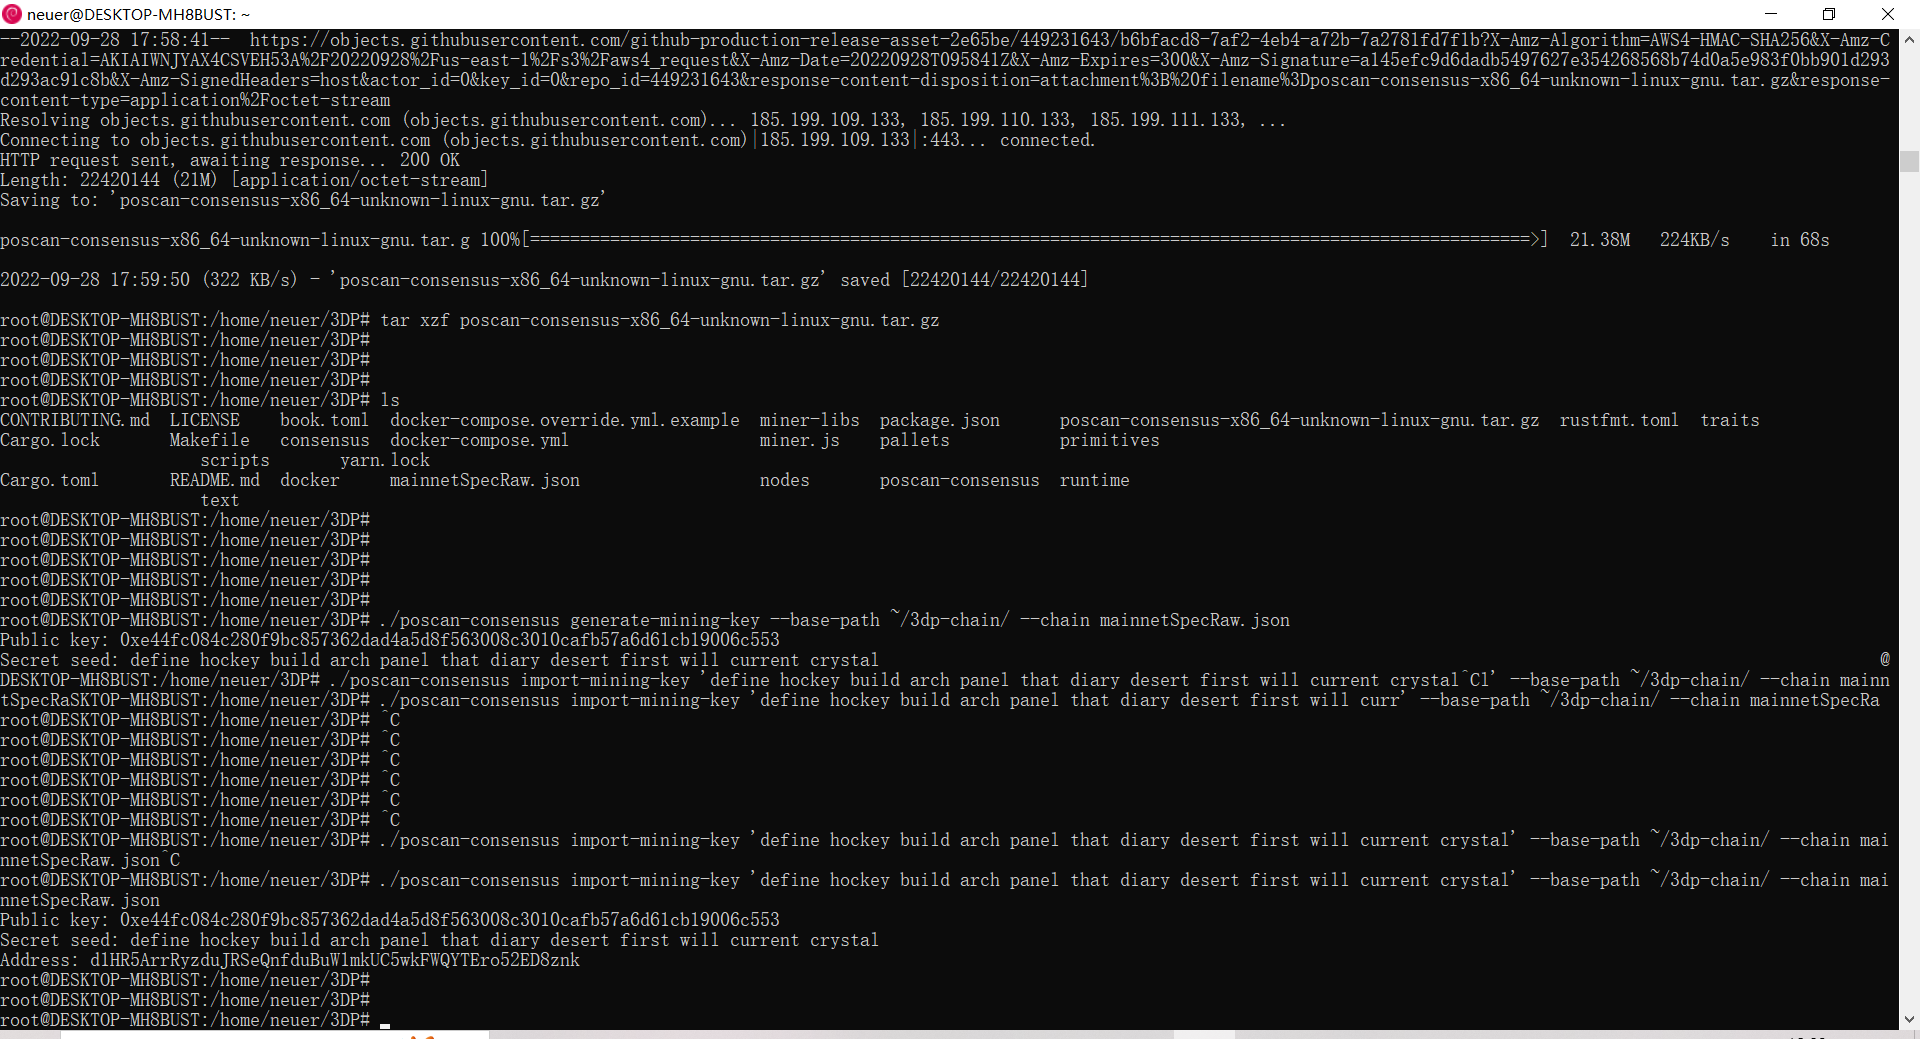 neuer@DESKTOP-MH8BUST: ~
--2022-09-28 17:58:41--  https://objects.githubusercontent.com/github-production-release-asset-2e65be/449231643/b6bfacd8-7af2-4eb4-a72b-7a2781fd7f1b?X-Amz-Algorithm=AWS4-HMAC-SHA256&X-Amz-C
redential=AKIAIWNJYAX4CSVEH53A%2F20220928%2Fus-east-1%2Fs3%2Faws4_request&X-Amz-Date=20220928T095841Z&X-Amz-Expires=300&X-Amz-Signature=a145efc9d6dadb5497627e354268568b74d0a5e983f0bb901d293
d293ac91c8b&X-Amz-SignedHeaders=host&actor_id=0&key_id=0&repo_id=449231643&response-content-disposition=attachment%3B%20filename%3Dposcan-consensus-x86_64-unknown-linux-gnu.tar.gz&response-
content-type=application%2Foctet-stream
Resolving objects.githubusercontent.com (objects.githubusercontent.com)... 185.199.109.133, 185.199.110.133, 185.199.111.133, ...
Connecting to objects.githubusercontent.com (objects.githubusercontent.com)|185.199.109.133|:443... connected.
HTTP request sent, awaiting response... 200 OK
Length: 22420144 (21M) [application/octet-stream]
Saving to: 'poscan-consensus-x86_64-unknown-linux-gnu.tar.gz'
poscan-consensus-x86_64-unknown-linux-gnu.tar.g 100%[====================================================================================================>]  21.38M   224KB/s    in 68s
2022-09-28 17:59:50 (322 KB/s) - 'poscan-consensus-x86_64-unknown-linux-gnu.tar.gz' saved [22420144/22420144]
root@DESKTOP-MH8BUST:/home/neuer/3DP# tar xzf poscan-consensus-x86_64-unknown-linux-gnu.tar.gz
root@DESKTOP-MH8BUST:/home/neuer/3DP#
root@DESKTOP-MH8BUST:/home/neuer/3DP#
root@DESKTOP-MH8BUST:/home/neuer/3DP#
root@DESKTOP-MH8BUST:/home/neuer/3DP# ls
CONTRIBUTING.md  LICENSE    book.toml  docker-compose.override.yml.example  miner-libs  package.json      poscan-consensus-x86_64-unknown-linux-gnu.tar.gz  rustfmt.toml  traits
Cargo.lock       Makefile   consensus  docker-compose.yml                   miner.js    pallets           primitives
scripts       yarn.lock
Cargo.toml       README.md  docker     mainnetSpecRaw.json                  nodes       poscan-consensus  runtime
text
root@DESKTOP-MH8BUST:/home/neuer/3DP#
root@DESKTOP-MH8BUST:/home/neuer/3DP#
root@DESKTOP-MH8BUST:/home/neuer/3DP#
root@DESKTOP-MH8BUST:/home/neuer/3DP#
root@DESKTOP-MH8BUST:/home/neuer/3DP#
root@DESKTOP-MH8BUST:/home/neuer/3DP# ./poscan-consensus generate-mining-key --base-path ~/3dp-chain/ --chain mainnetSpecRaw.json
Public key: 0xe44fc084c280f9bc857362dad4a5d8f563008c3010cafb57a6d61cb19006c553
Secret seed: define hockey build arch panel that diary desert first will current crystal @
DESKTOP-MH8BUST:/home/neuer/3DP# ./poscan-consensus import-mining-key 'define hockey build arch panel that diary desert first will current crystal^Cl' --base-path ~/3dp-chain/ --chain mainn
tSpecRaSKTOP-MH8BUST:/home/neuer/3DP# ./poscan-consensus import-mining-key 'define hockey build arch panel that diary desert first will curr' --base-path ~/3dp-chain/ --chain mainnetSpecRa
root@DESKTOP-MH8BUST:/home/neuer/3DP# ^C
root@DESKTOP-MH8BUST:/home/neuer/3DP# ^C
root@DESKTOP-MH8BUST:/home/neuer/3DP# ^C
root@DESKTOP-MH8BUST:/home/neuer/3DP# ^C
root@DESKTOP-MH8BUST:/home/neuer/3DP# ^C
root@DESKTOP-MH8BUST:/home/neuer/3DP# ^C
root@DESKTOP-MH8BUST:/home/neuer/3DP# ./poscan-consensus import-mining-key 'define hockey build arch panel that diary desert first will current crystal' --base-path ~/3dp-chain/ --chain mai
nnetSpecRaw.json^C
root@DESKTOP-MH8BUST:/home/neuer/3DP# ./poscan-consensus import-mining-key 'define hockey build arch panel that diary desert first will current crystal' --base-path ~/3dp-chain/ --chain mai
nnetSpecRaw.json
Public key: 0xe44fc084c280f9bc857362dad4a5d8f563008c3010cafb57a6d61cb19006c553
Secret seed: define hockey build arch panel that diary desert first will current crystal
Address: d1HR5ArrRyzduJRSeQnfduBuW1mkUC5wkFWQYTEro52ED8znk
root@DESKTOP-MH8BUST:/home/neuer/3DP#
root@DESKTOP-MH8BUST:/home/neuer/3DP#
root@DESKTOP-MH8BUST:/home/neuer/3DP#